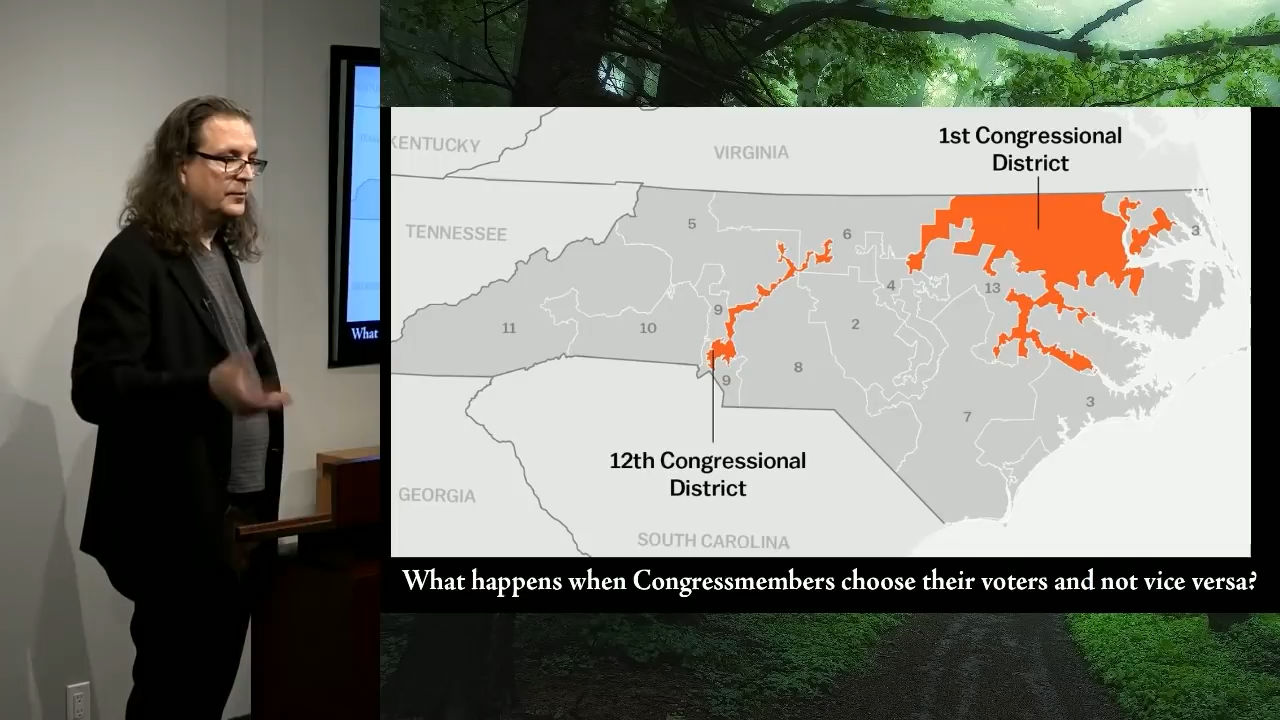 KENTUCKY
VIRGINIA
1st Congressional
District
TENNESSEE
5
6
3
4
13
11
10
9
2
8
9
7
3
12th Congressional
District
GEORGIA
SOUTH CAROLINA
What happens when Congressmembers choose their voters and not vice versa?
What